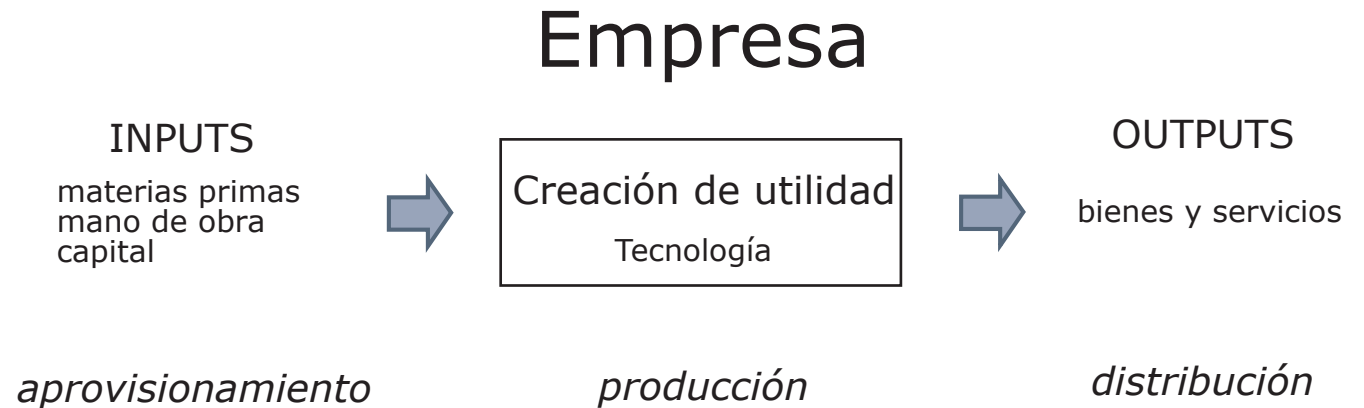 Empresa
INPUTS
materias primas
mano de obra
capital
Creación de utilidad
Tecnología
OUTPUTS
bienes y servicios
aprovisionamiento
producción
distribución